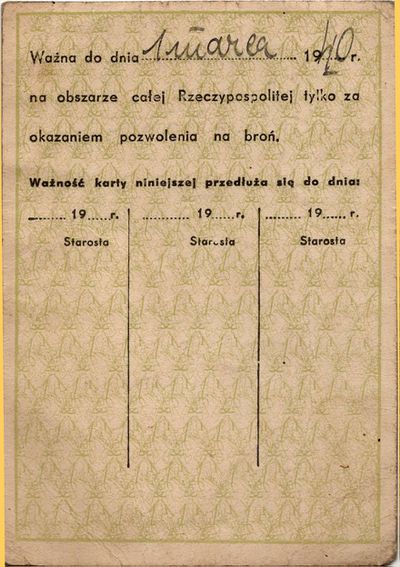 Ważna do dnia 1 marca 1940 r.
na obszarze całej Rzeczypospolitej tylko za
okazaniem pozwolenia na broń.
Ważność karty niniejszej przedłuża się do dnia:
......... 19...... r. ............ 19...... r. ......... 19...... r.
Starosta Starosta Starosta